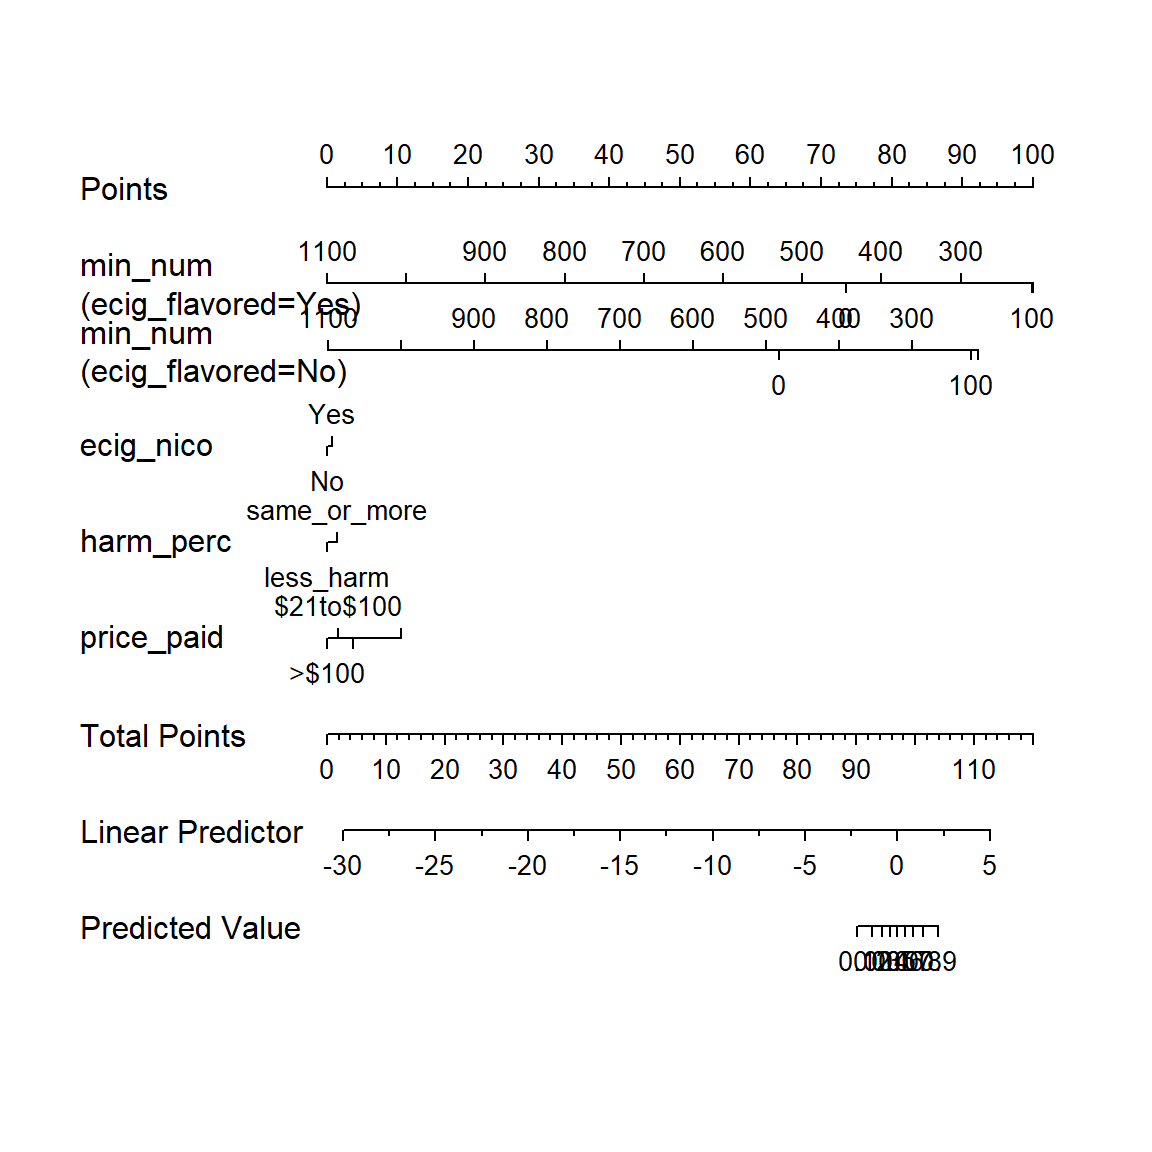 0 10 20 30 40 50 60 70 80 90 100
Points
1100 900 800 700 600 500 400 300
min_num
(ecig_flavored=Yes)
0 100
1100 900 800 700 600 500 400 300
min_num
(ecig_flavored=No)
0 100
Yes
ecig_nico
No
same_or_more
harm_perc
less_harm
$21to$100
price_paid
>$100
Total Points
0 10 20 30 40 50 60 70 80 90 110
Linear Predictor
-30 -25 -20 -15 -10 -5 0 5
Predicted Value